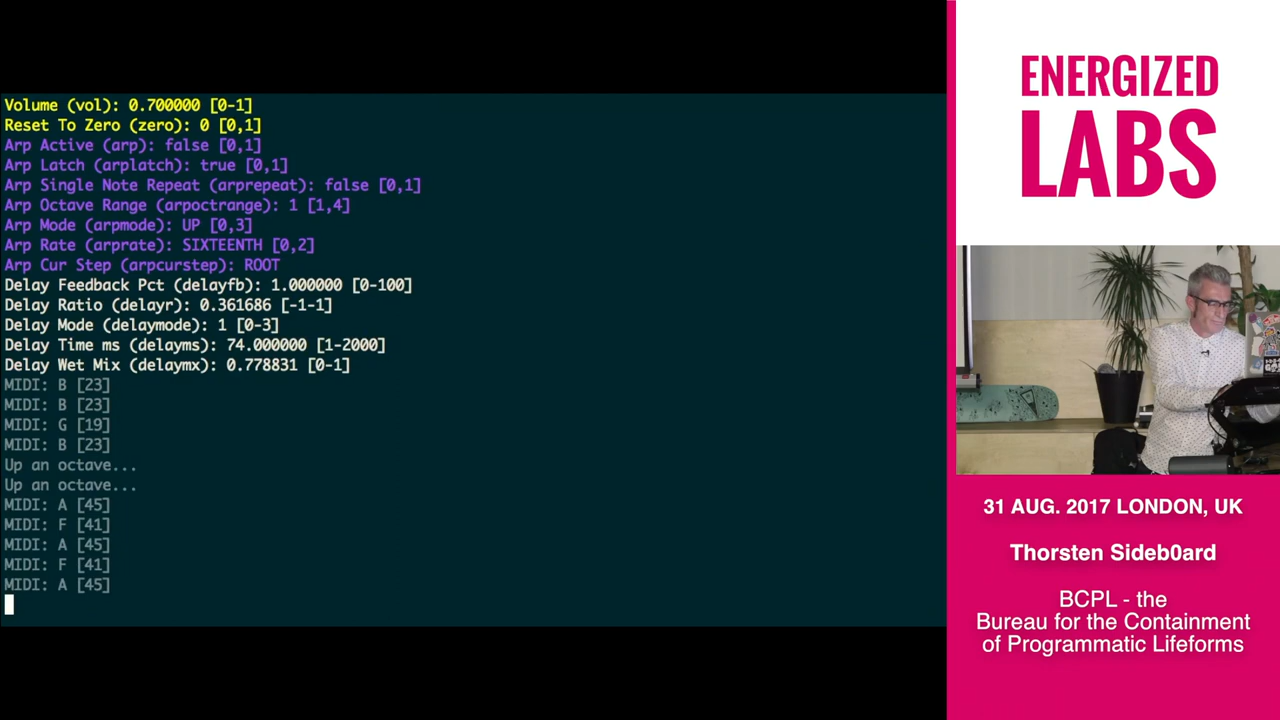 Volume (vol): 0.700000 [0-1]
Reset To Zero (zero): 0 [0,1]
Arp Active (arp): false [0,1]
Arp Latch (arplatch): true [0,1]
Arp Single Note Repeat (arprepeat): false [0,1]
Arp Octave Range (arpoctrange): 1 [1,4]
Arp Mode (arpmode): UP [0,3]
Arp Rate (arprate): SIXTEENTH [0,2]
Arp Cur Step (arpcurstep): ROOT
Delay Feedback Pct (delayfb): 1.000000 [0-100]
Delay Ratio (delayr): 0.361686 [-1-1]
Delay Mode (delaymode): 1 [0-3]
Delay Time ms (delayms): 74.000000 [1-2000]
Delay Wet Mix (delaymx): 0.778831 [0-1]
MIDI: B [23]
MIDI: B [23]
MIDI: G [19]
MIDI: B [23]
Up an octave...
Up an octave...
MIDI: A [45]
MIDI: F [41]
MIDI: A [45]
MIDI: F [41]
MIDI: A [45]
ENERGIZED
LABS
31 AUG. 2017 LONDON, UK
Thorsten Sideb0ard
BCPL - the
Bureau for the Containment
of Programmatic Lifeforms